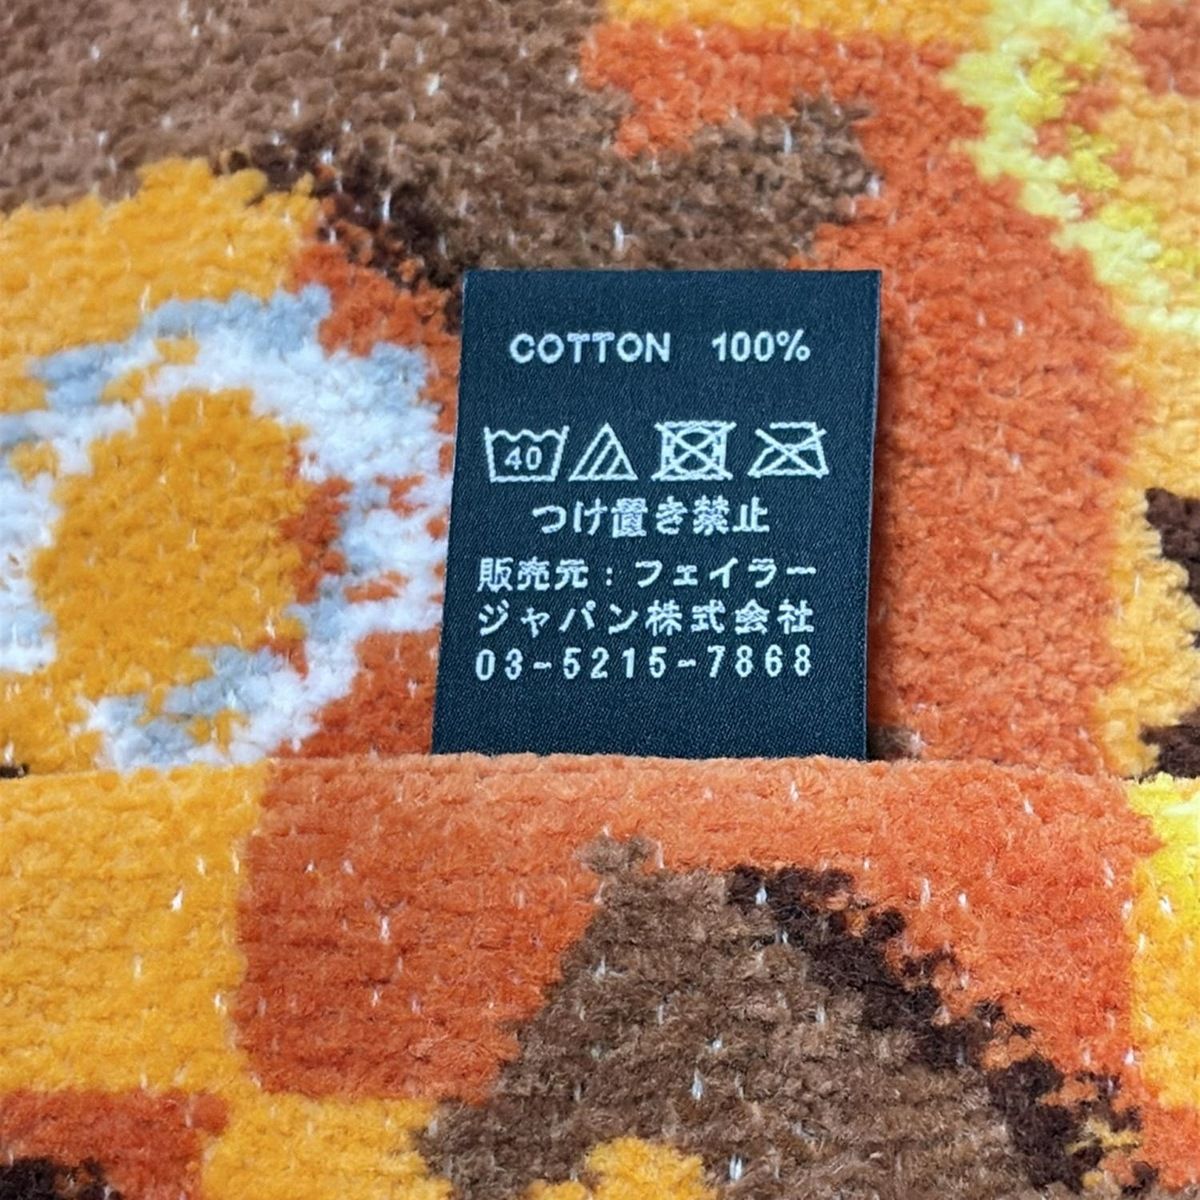 COTTON 100%
40
つけ置き禁止
販売元：フェイラー
ジャパン株式会社
03-5215-7868